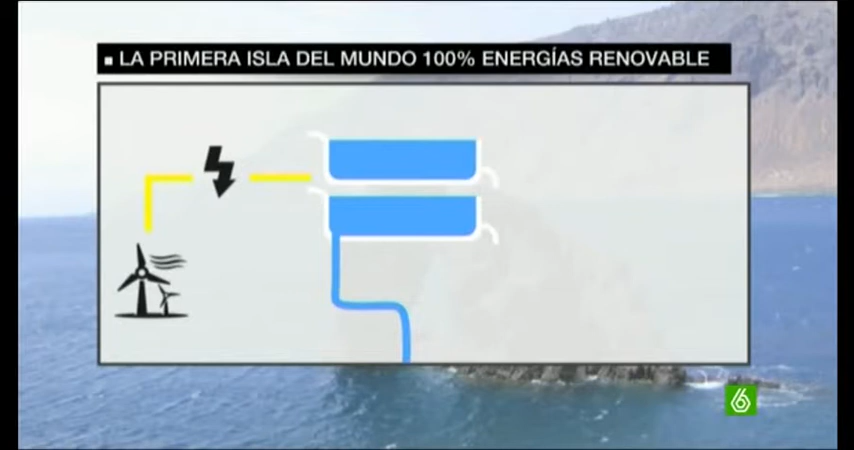 LA PRIMERA ISLA DEL MUNDO 100% ENERGÍAS RENOVABLE
6